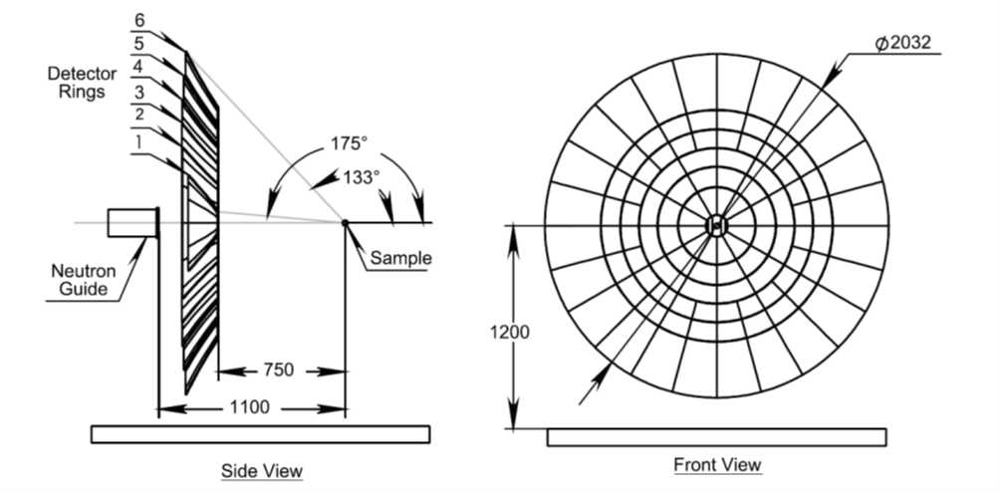 6
5
4
3
2
1
Detector
Rings
175°
133°
Sample
Neutron
Guide
750
1100
Side View
Ø2032
1200
Front View